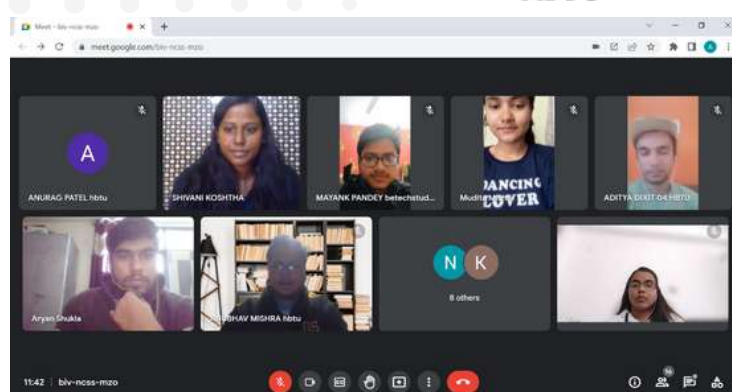 Meet - biv-ncss-mzo
meet.google.com/biv-ncss-mzo
A
ANURAG PATEL hbtu
SHIVANI KOSHTHA
MAYANK PANDEY betechstud...
DANCING
LOVER
ADITYA DIXIT 04 HBTU
Aryan Shukla
MISHRA hbtu
N K
8 others
11:42 | biv-ncss-mzo
16